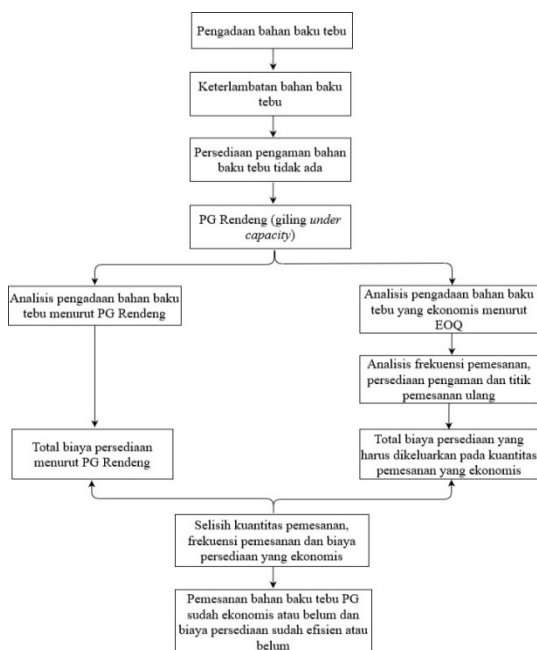 Pengadaan bahan baku tebu
Keterlambatan bahan baku
tebu
Persediaan pengaman bahan
baku tebu tidak ada
PG Rendeng (giling under
capacity)
Analisis pengadaan bahan baku
tebu menurut PG Rendeng
Analisis pengadaan bahan baku
tebu yang ekonomis menurut
EOQ
Analisis frekuensi pemesanan,
persediaan pengaman dan titik
pemesanan ulang
Total biaya persediaan
menurut PG Rendeng
Total biaya persediaan yang
harus dikeluarkan pada kuantitas
pemesanan yang ekonomis
Selisih kuantitas pemesanan,
frekuensi pemesanan dan biaya
persediaan yang ekonomis
Pemesanan bahan baku tebu PG
sudah ekonomis atau belum dan
biaya persediaan sudah efisien atau
belum